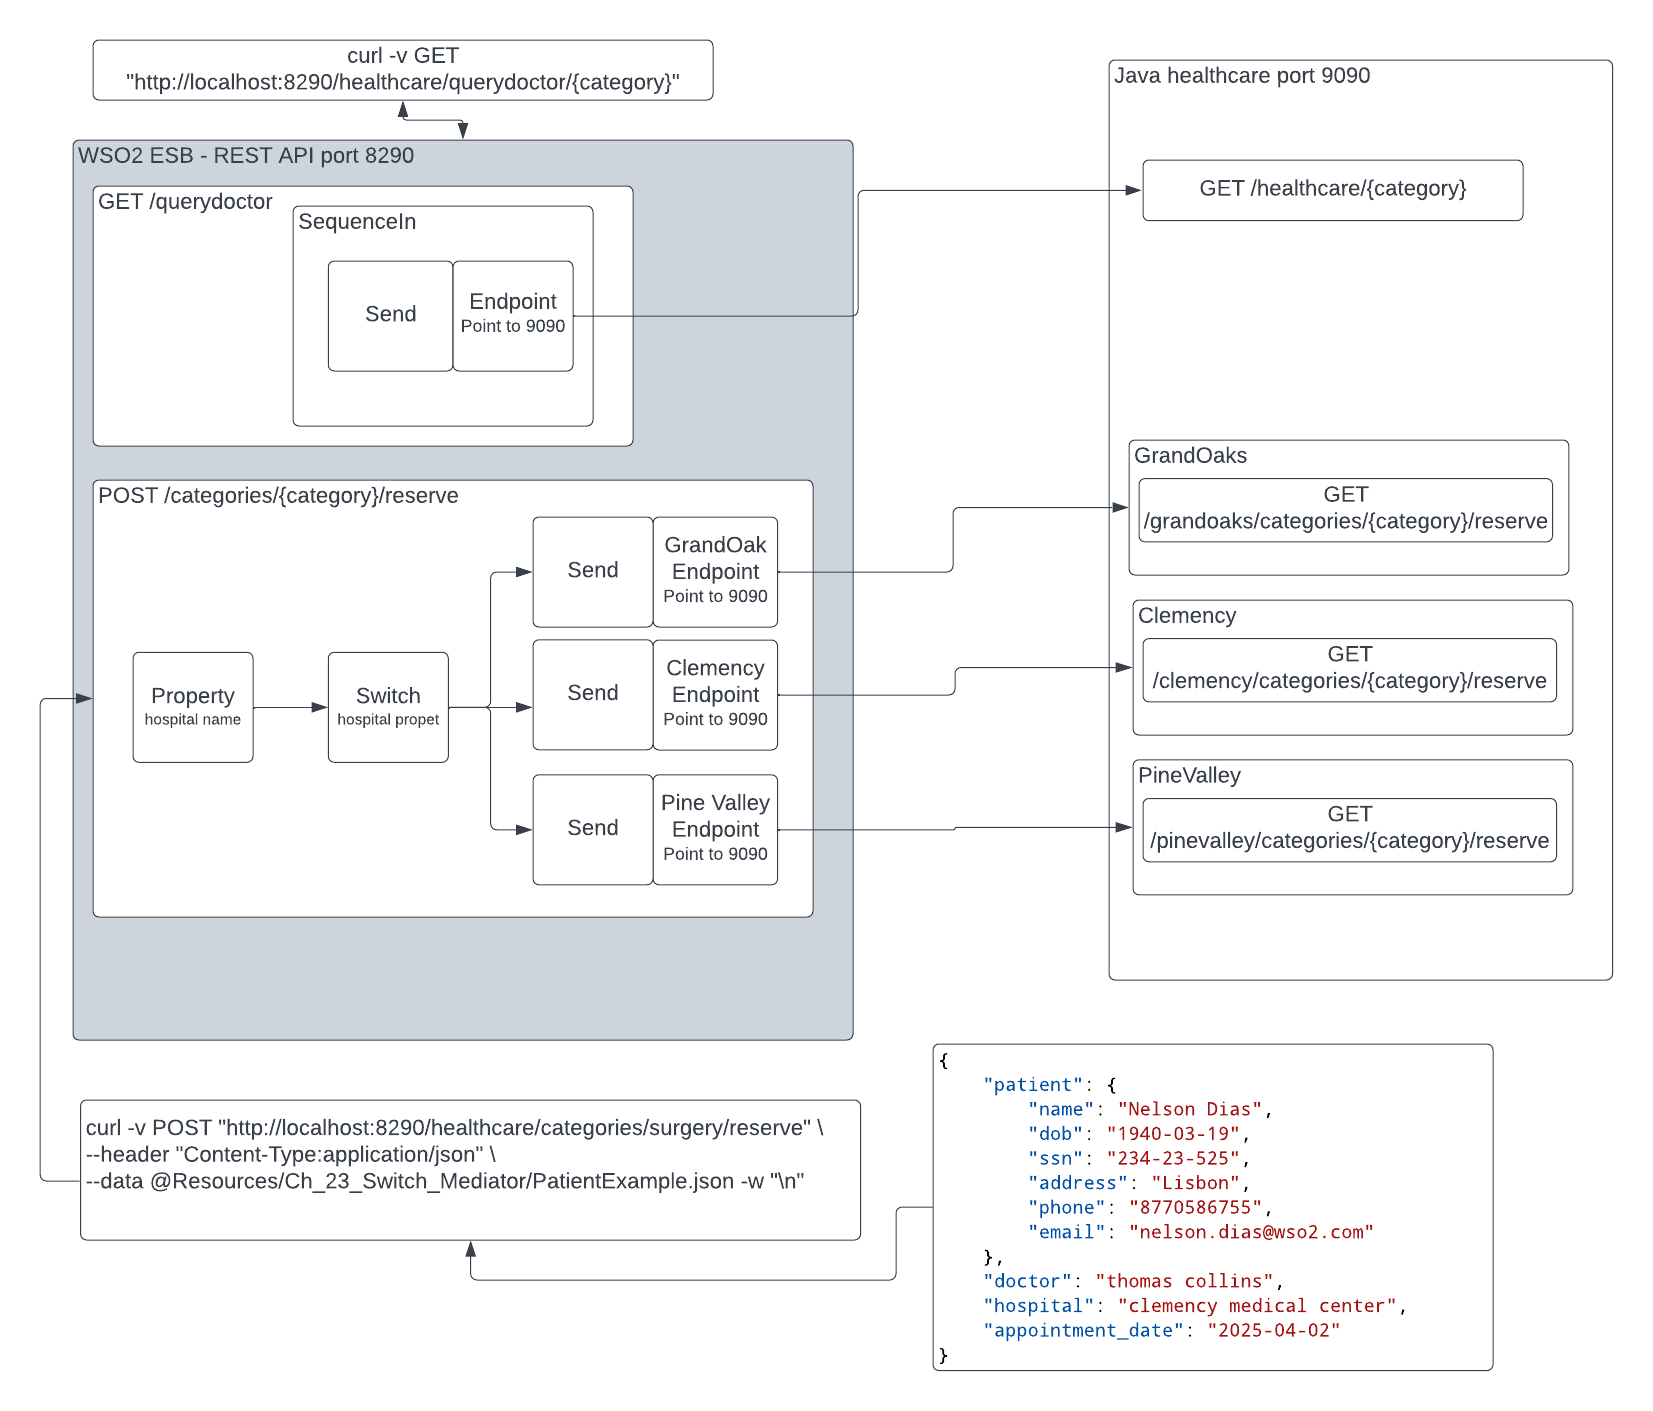 curl -v GET
"http://localhost:8290/healthcare/querydoctor/{category}"
WSO2 ESB - REST API port 8290
GET /querydoctor
SequenceIn
Send
Endpoint
Point to 9090
POST /categories/{category}/reserve
Property
hospital name
Switch
hospital propet
Send
GrandOak
Endpoint
Point to 9090
Send
Clemency
Endpoint
Point to 9090
Send
Pine Valley
Endpoint
Point to 9090
Java healthcare port 9090
GET /healthcare/{category}
GrandOaks
GET
/grandoaks/categories/{category}/reserve
Clemency
GET
/clemency/categories/{category}/reserve
PineValley
GET
/pinevalley/categories/{category}/reserve
curl -v POST "http://localhost:8290/healthcare/categories/surgery/reserve" \
--header "Content-Type:application/json" \
--data @Resources/Ch_23_Switch_Mediator/PatientExample.json -w "\n"
{
    "patient": {
        "name": "Nelson Dias",
        "dob": "1940-03-19",
        "ssn": "234-23-525",
        "address": "Lisbon",
        "phone": "8770586755",
        "email": "nelson.dias@wso2.com"
    },
    "doctor": "thomas collins",
    "hospital": "clemency medical center",
    "appointment_date": "2025-04-02"
}